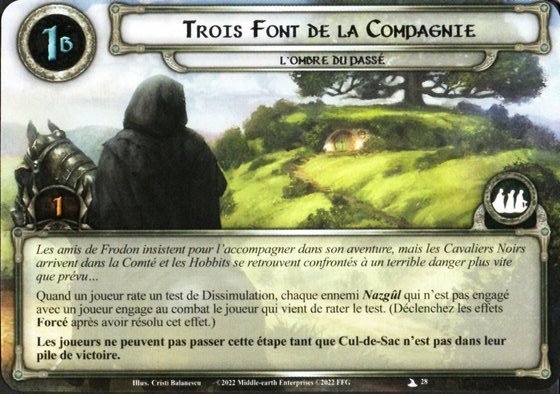 1B
Trois Font de la Compagnie
L'ombre du passé
1
Les amis de Frodon insistent pour l'accompagner dans son aventure, mais les Cavaliers Noirs
arrivent dans la Comté et les Hobbits se retrouvent confrontés à un terrible danger plus vite
que prévu…
Quand un joueur rate un test de Dissimulation, chaque ennemi Nazgûl qui n'est pas engagé
avec un joueur engage au combat le joueur qui vient de rater le test. (Déclenchez les effets
Forcé après avoir résolu cet effet.)
Les joueurs ne peuvent pas passer cette étape tant que Cul-de-Sac n'est pas dans leur
pile de victoire.
Illus. Cristi Balanescu ©2022 Middle-earth Enterprises ©2022 FFG 28